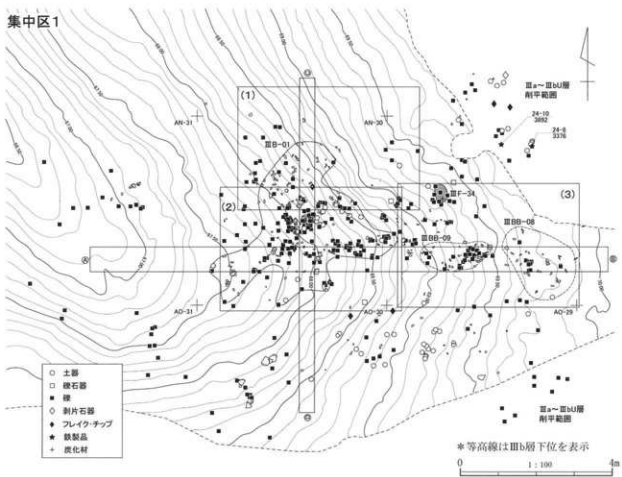 集中区1
(1)
Ⅲa～ⅢbU層
削平範囲
24-10
3892
24-8
3376
AN-31
AN-30
ⅢB-01
(2)
ⅢF-34
(3)
ⅢBB-08
ⅢBB-09
Ⓐ
Ⓑ
AO-31
AO-30
AO-29
○ 土器
□ 礫石器
■ 礫
◇ 剥片石器
◆ フレイク・チップ
★ 鉄製品
+ 炭化材
Ⅲa～ⅢbU層
削平範囲
＊等高線はⅢb層下位を表示
0 1:100 4m